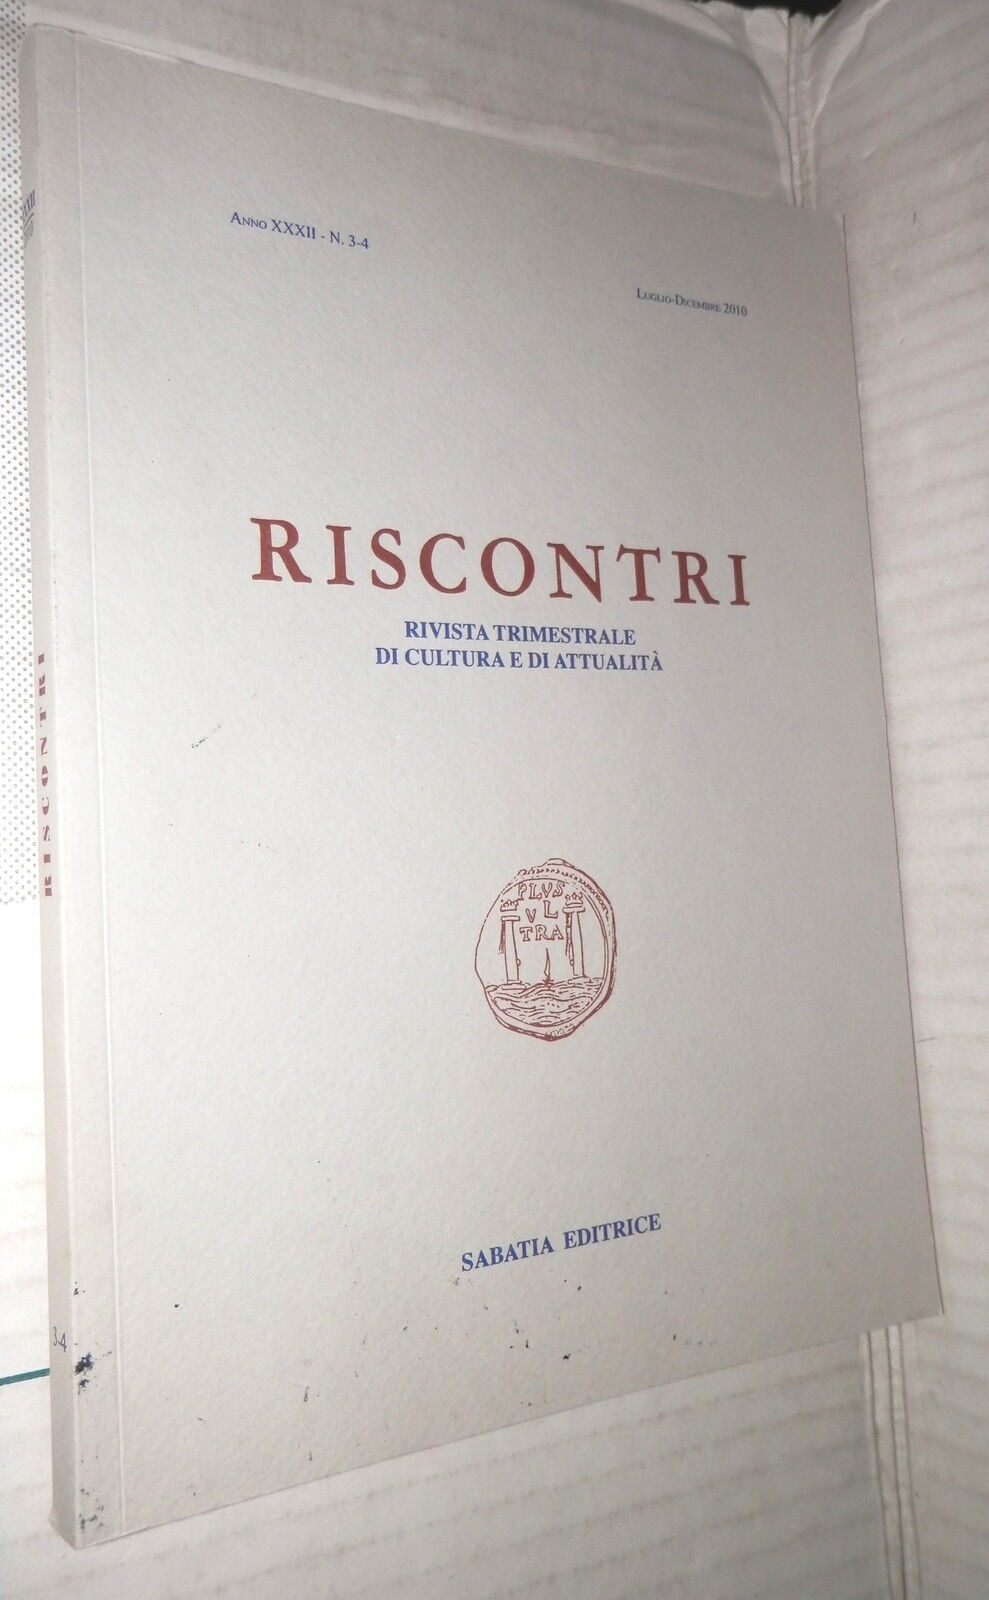 Anno XXXII - N. 3-4
Luglio-Dicembre 2010
RISCONTRI
RIVISTA TRIMESTRALE
DI CULTURA E DI ATTUALITÀ
PLVS
VL
TRA
SABATIA EDITRICE
RISCONTRI
3-4